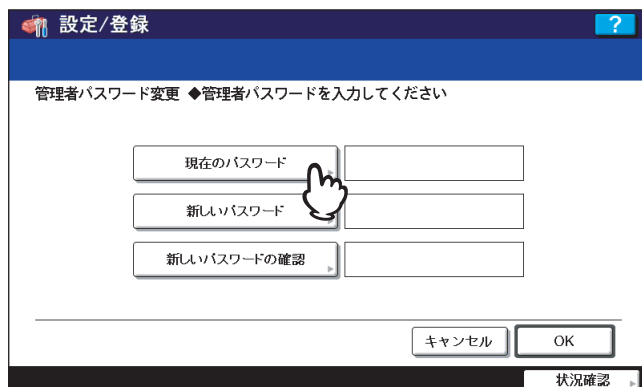 設定/登録 ?
管理者パスワード変更 ◆管理者パスワードを入力してください
現在のパスワード
新しいパスワード
新しいパスワードの確認
キャンセル OK
状況確認